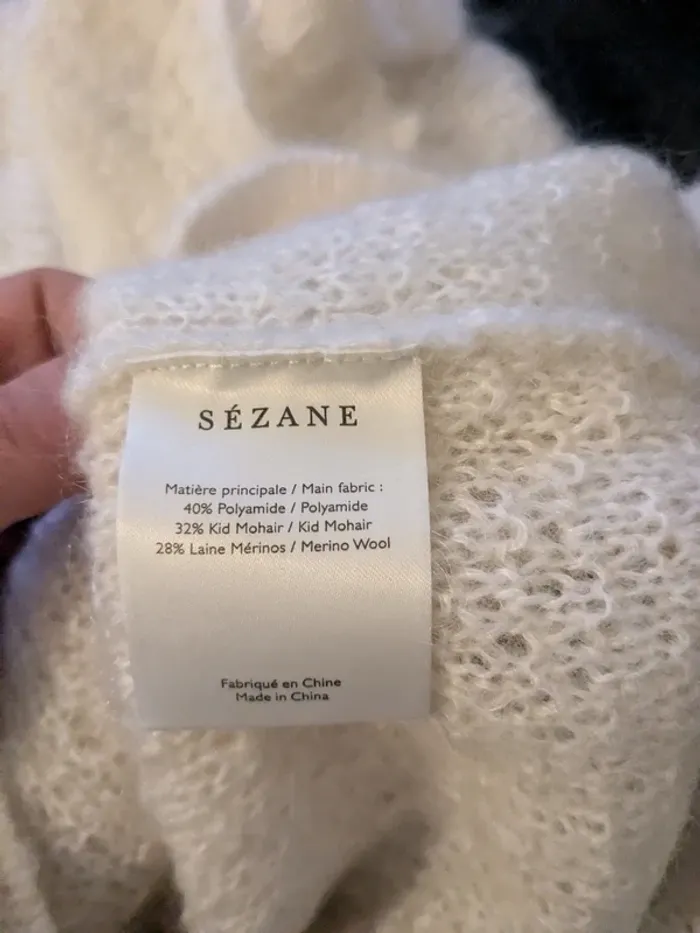 SÉZANE
Matière principale / Main fabric :
40% Polyamide / Polyamide
32% Kid Mohair / Kid Mohair
28% Laine Mérinos / Merino Wool
Fabriqué en Chine
Made in China